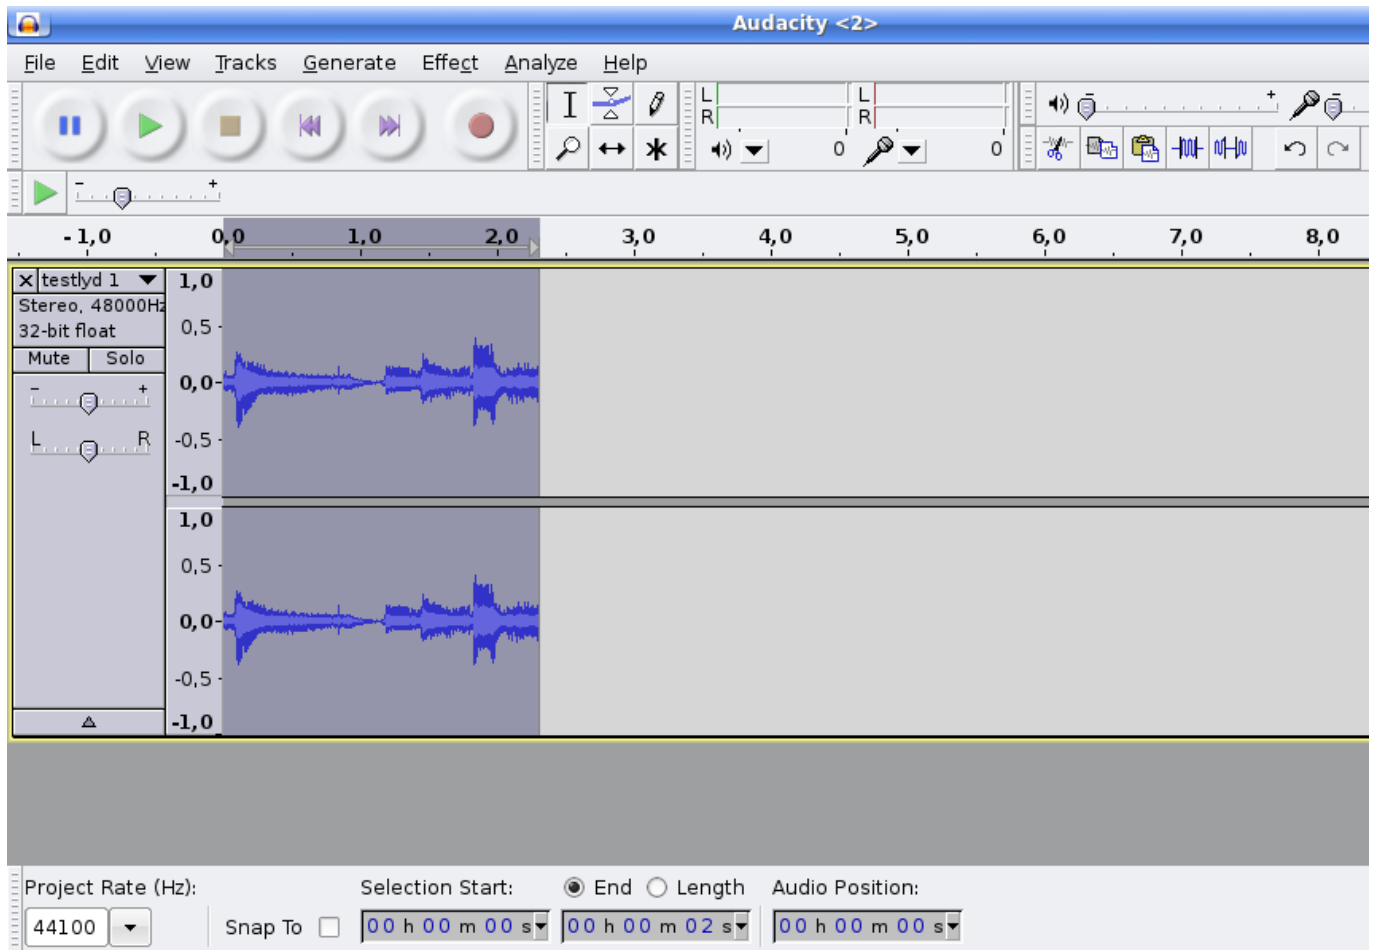 Audacity <2>
File Edit View Tracks Generate Effect Analyze Help
L L
R R
0 0
- + 
- +
- 1,0 0,0 1,0 2,0 3,0 4,0 5,0 6,0 7,0 8,0
X testlyd 1 1,0
Stereo, 48000Hz
32-bit float 0,5
Mute Solo
- + 0,0
L R -0,5
-1,0
1,0
0,5
0,0
-0,5
-1,0
Project Rate (Hz): Selection Start: End Length Audio Position:
44100 Snap To 00 h 00 m 00 s 00 h 00 m 02 s 00 h 00 m 00 s